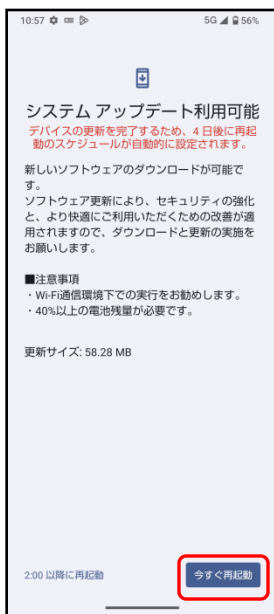 10:57 5G 56%
システム アップデート利用可能
デバイスの更新を完了するため、4 日後に再起
動のスケジュールが自動的に設定されます。
新しいソフトウェアのダウンロードが可能で
す。
ソフトウェア更新により、セキュリティの強化
と、より快適にご利用いただくための改善が適
用されますので、ダウンロードと更新の実施を
お願いします。
■注意事項
・Wi-Fi通信環境下での実行をお勧めします。
・40%以上の電池残量が必要です。
更新サイズ: 58.28 MB
2:00 以降に再起動 今すぐ再起動